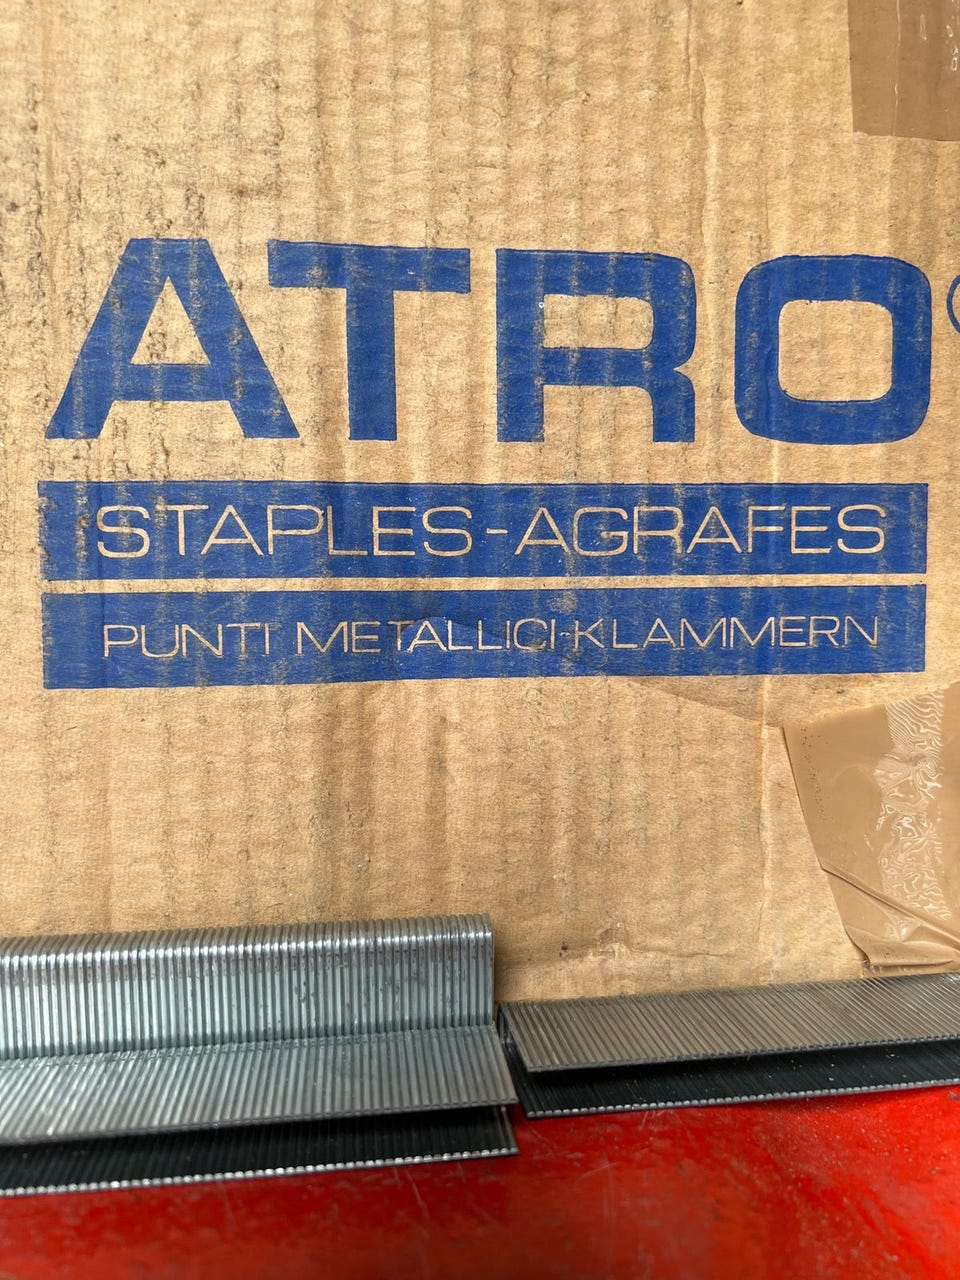 ATRO®
STAPLES-AGRAFES
PUNTI METALLICI-KLAMMERN